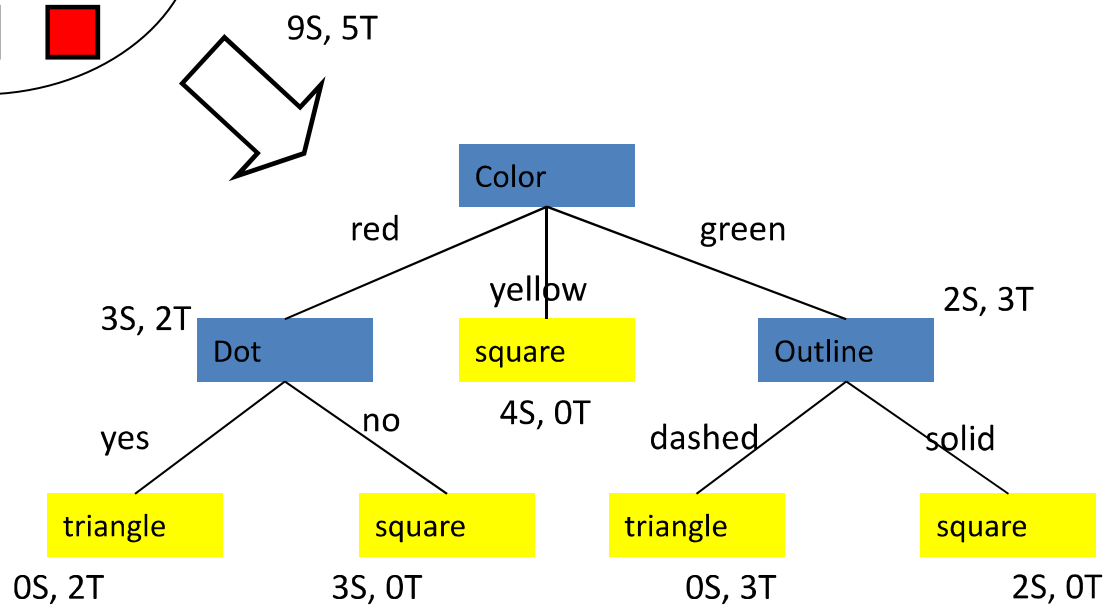 9S, 5T
Color
red
green
yellow
3S, 2T
2S, 3T
Dot
square
Outline
4S, 0T
yes
no
dashed
solid
triangle
square
triangle
square
0S, 2T
3S, 0T
0S, 3T
2S, 0T